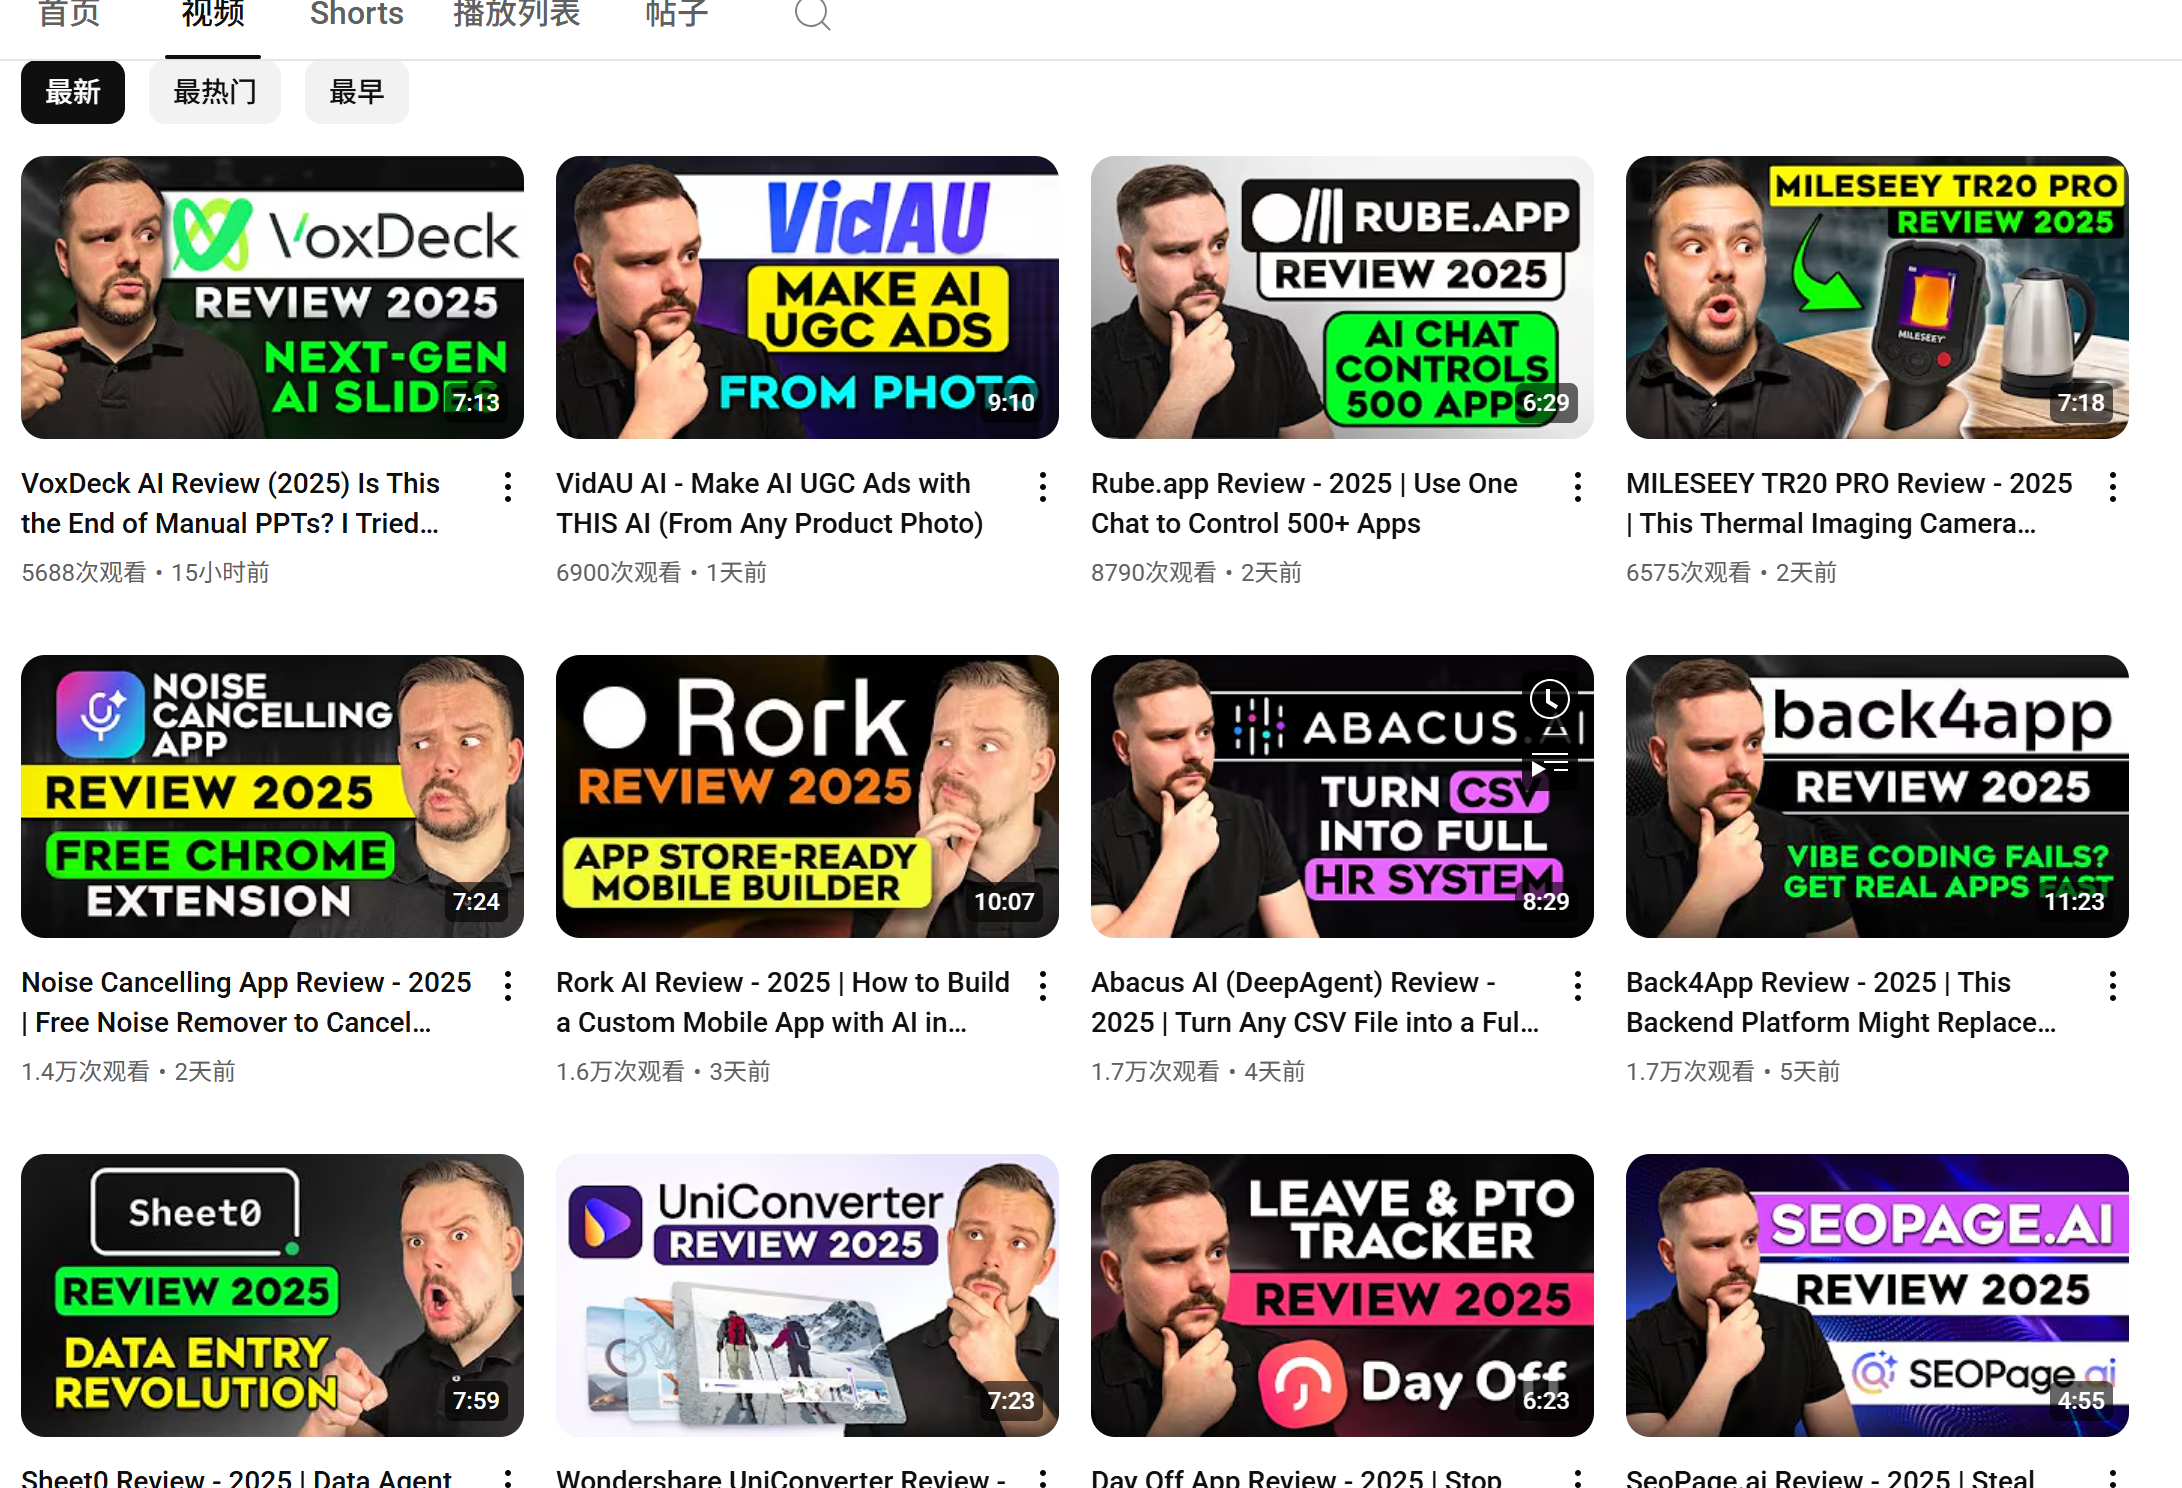 首页 视频 Shorts 播放列表 帖子
最新 最热门 最早
VoxDeck
REVIEW 2025
NEXT-GEN
AI SLIDES
7:13
VidAU
MAKE AI
UGC ADS
FROM PHOTO
9:10
RUBE.APP
REVIEW 2025
AI CHAT
CONTROLS
500 APPS
6:29
MILESEEY TR20 PRO
REVIEW 2025
MILESEEY
7:18
VoxDeck AI Review (2025) Is This
the End of Manual PPTs? I Tried...
5688次观看 • 15小时前
VidAU AI - Make AI UGC Ads with
THIS AI (From Any Product Photo)
6900次观看 • 1天前
Rube.app Review - 2025 | Use One
Chat to Control 500+ Apps
8790次观看 • 2天前
MILESEEY TR20 PRO Review - 2025
| This Thermal Imaging Camera...
6575次观看 • 2天前
NOISE
CANCELLING
APP
REVIEW 2025
FREE CHROME
EXTENSION
7:24
Rork
REVIEW 2025
APP STORE-READY
MOBILE BUILDER
10:07
ABACUS.AI
TURN CSV
INTO FULL
HR SYSTEM
8:29
back4app
REVIEW 2025
VIBE CODING FAILS?
GET REAL APPS FAST
11:23
Noise Cancelling App Review - 2025
| Free Noise Remover to Cancel...
1.4万次观看 • 2天前
Rork AI Review - 2025 | How to Build
a Custom Mobile App with AI in...
1.6万次观看 • 3天前
Abacus AI (DeepAgent) Review -
2025 | Turn Any CSV File into a Ful...
1.7万次观看 • 4天前
Back4App Review - 2025 | This
Backend Platform Might Replace...
1.7万次观看 • 5天前
Sheet0
REVIEW 2025
DATA ENTRY
REVOLUTION
7:59
UniConverter
REVIEW 2025
7:23
LEAVE & PTO
TRACKER
REVIEW 2025
Day Off
6:23
SEOPAGE.AI
REVIEW 2025
SEOPage.ai
4:55
Sheet0 Review - 2025 | Data Agent
Wondershare UniConverter Review -
Day Off App Review - 2025 | Stop
SeoPage.ai Review - 2025 | Steal